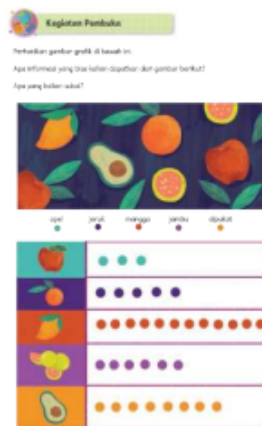 Kegiatan Pembuka
Perhatikan gambar grafik di bawah ini.
Apa informasi yang bisa kalian dapatkan dari gambar berikut?
Apa yang kalian sukai?
apel jeruk mangga jambu alpukat